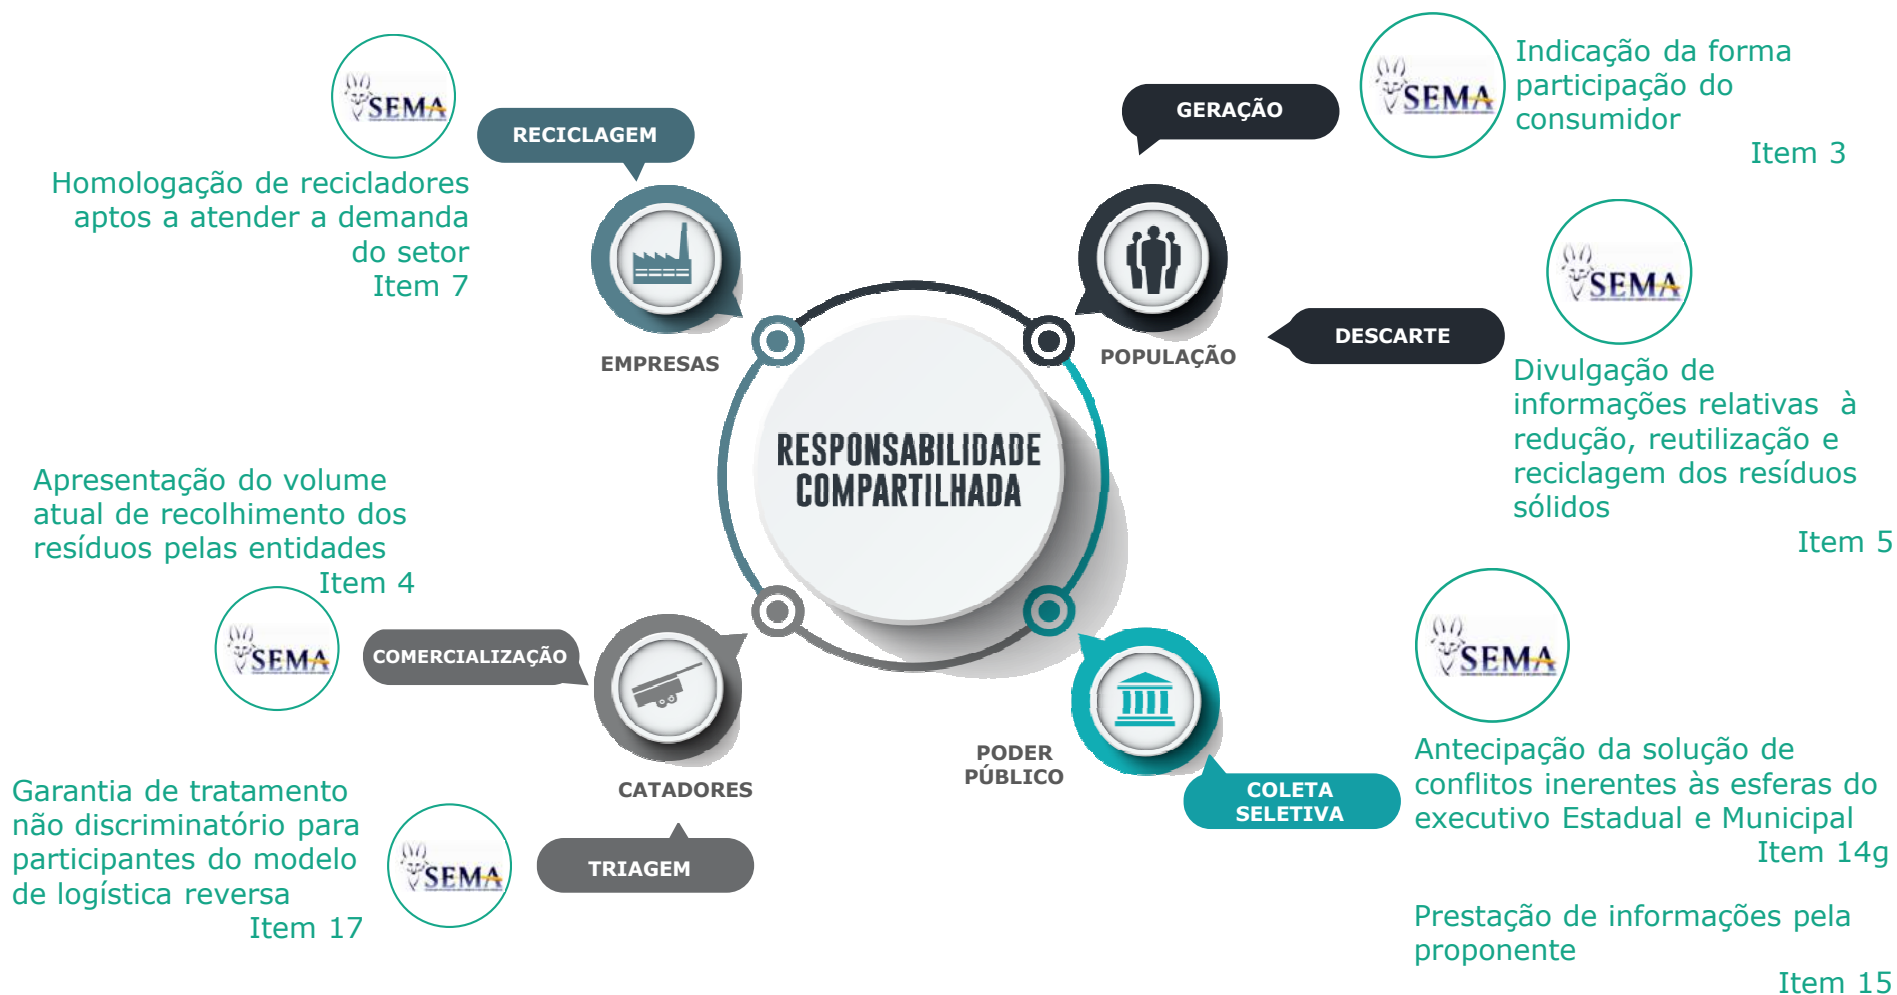 SEMA
RECICLAGEM
Homologação de recicladores
aptos a atender a demanda
do setor
Item 7
EMPRESAS
GERAÇÃO
SEMA
Indicação da forma
participação do
consumidor
Item 3
POPULAÇÃO
DESCARTE
SEMA
Divulgação de
informações relativas à
redução, reutilização e
reciclagem dos resíduos
sólidos
Item 5
RESPONSABILIDADE
COMPARTILHADA
Apresentação do volume
atual de recolhimento dos
resíduos pelas entidades
Item 4
SEMA
COMERCIALIZAÇÃO
CATADORES
Garantia de tratamento
não discriminatório para
participantes do modelo
de logística reversa
Item 17
SEMA
TRIAGEM
PODER
PÚBLICO
COLETA
SELETIVA
SEMA
Antecipação da solução de
conflitos inerentes às esferas do
executivo Estadual e Municipal
Item 14g
Prestação de informações pela
proponente
Item 15